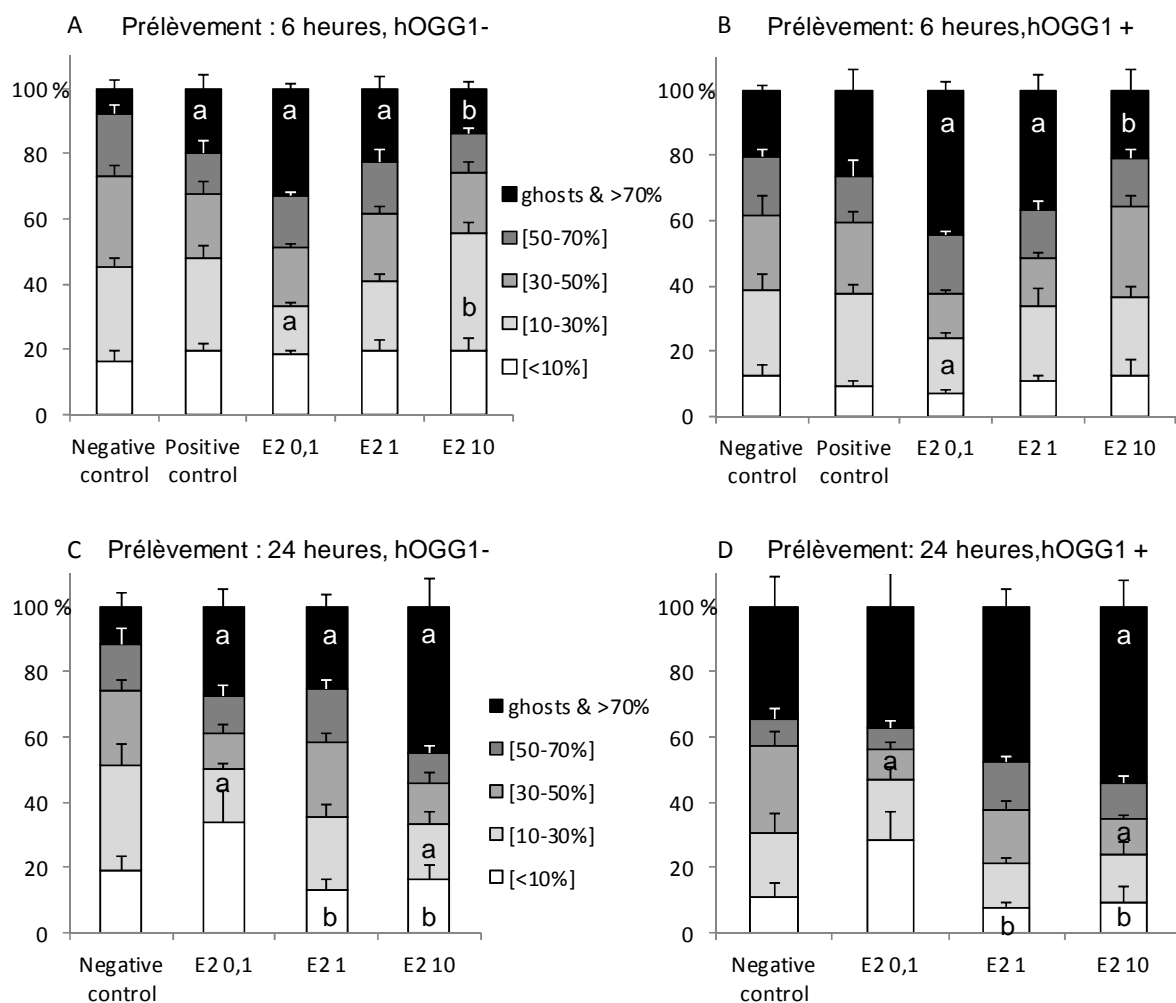 A Prélèvement : 6 heures, hOGG1-
100 %
80
60
40
20
0
a
a
a
b
a
b
Negative control
Positive control
E2 0,1
E2 1
E2 10
ghosts & >70%
[50-70%]
[30-50%]
[10-30%]
[<10%]
B Prélèvement: 6 heures,hOGG1 +
100 %
80
60
40
20
0
a
a
b
a
Negative control
Positive control
E2 0,1
E2 1
E2 10
C Prélèvement : 24 heures, hOGG1-
100 %
80
60
40
20
0
a
a
a
a
a
b
b
Negative control
E2 0,1
E2 1
E2 10
ghosts & >70%
[50-70%]
[30-50%]
[10-30%]
[<10%]
D Prélèvement: 24 heures,hOGG1 +
100 %
80
60
40
20
0
a
a
a
b
b
Negative control
E2 0,1
E2 1
E2 10